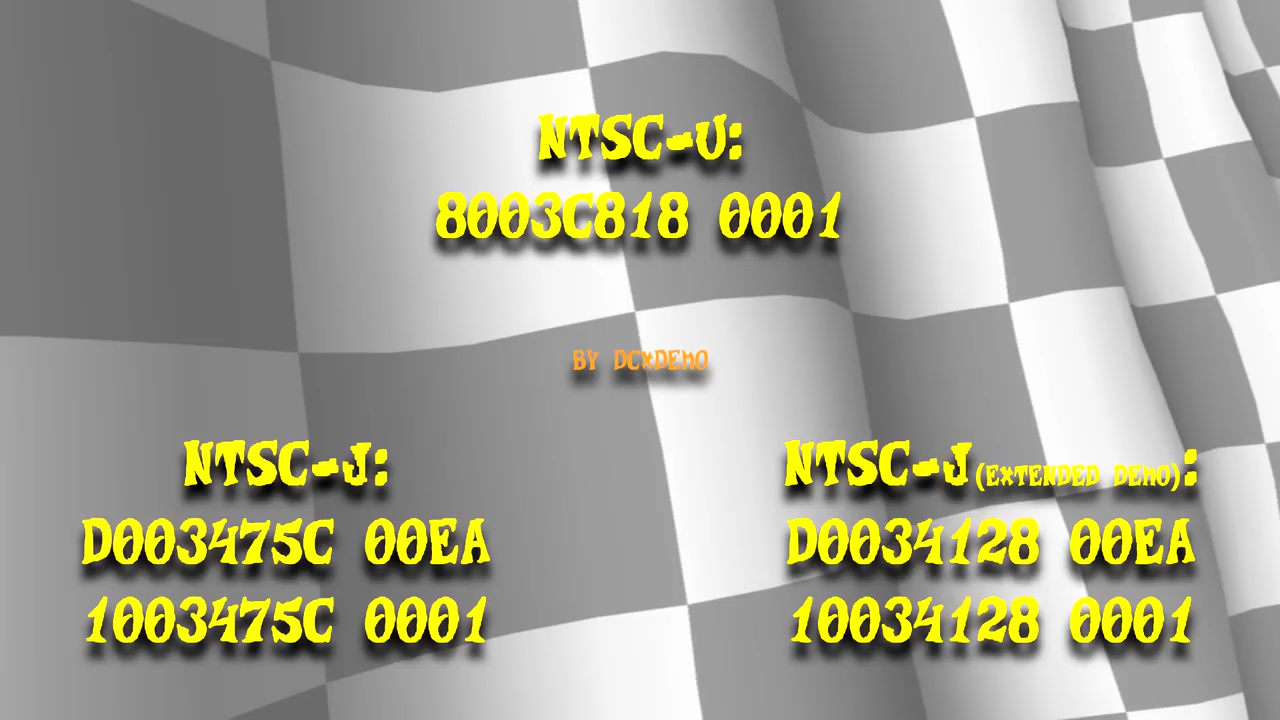 NTSC-U:
8003C818 0001
BY DCXDEMO
NTSC-J:
D003475C 00EA
1003475C 0001
NTSC-J(EXTENDED DEMO):
D0034128 00EA
10034128 0001